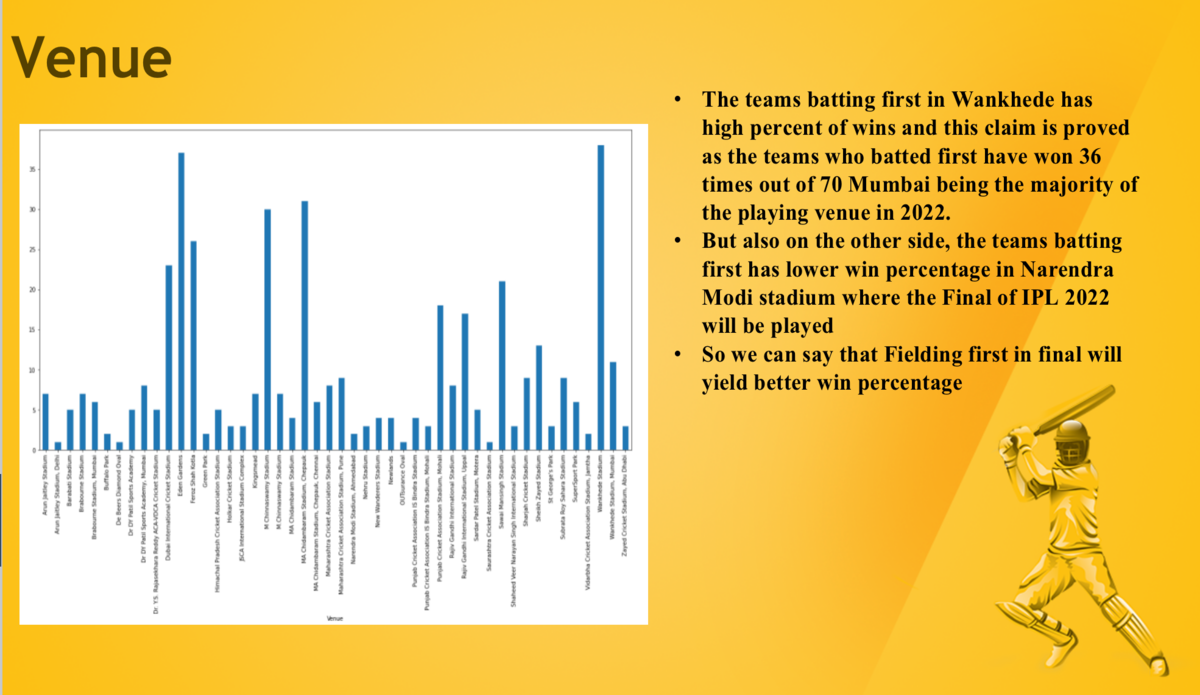 Venue
35
30
25
20
15
10
5
0
Arun Jaitley Stadium
Arun Jaitley Stadium, Delhi
Barabati Stadium
Brabourne Stadium
Brabourne Stadium, Mumbai
Buffalo Park
De Beers Diamond Oval
Dr DY Patil Sports Academy
Dr DY Patil Sports Academy, Mumbai
Dr. Y.S. Rajasekhara Reddy ACA-VDCA Cricket Stadium
Dubai International Cricket Stadium
Eden Gardens
Feroz Shah Kotla
Green Park
Himachal Pradesh Cricket Association Stadium
Holkar Cricket Stadium
JSCA International Stadium Complex
Kingsmead
M Chinnaswamy Stadium
M.Chinnaswamy Stadium
MA Chidambaram Stadium
MA Chidambaram Stadium, Chepauk
MA Chidambaram Stadium, Chepauk, Chennai
Maharashtra Cricket Association Stadium
Maharashtra Cricket Association Stadium, Pune
Narendra Modi Stadium, Ahmedabad
Nehru Stadium
New Wanderers Stadium
Newlands
OUTsurance Oval
Punjab Cricket Association IS Bindra Stadium
Punjab Cricket Association IS Bindra Stadium, Mohali
Punjab Cricket Association Stadium, Mohali
Rajiv Gandhi International Stadium
Rajiv Gandhi International Stadium, Uppal
Sardar Patel Stadium, Motera
Saurashtra Cricket Association Stadium
Sawai Mansingh Stadium
Shaheed Veer Narayan Singh International Stadium
Sharjah Cricket Stadium
Sheikh Zayed Stadium
St George's Park
Subrata Roy Sahara Stadium
SuperSport Park
Vidarbha Cricket Association Stadium, Jamtha
Wankhede Stadium
Wankhede Stadium, Mumbai
Zayed Cricket Stadium, Abu Dhabi
Venue
• The teams batting first in Wankhede has
high percent of wins and this claim is proved
as the teams who batted first have won 36
times out of 70 Mumbai being the majority of
the playing venue in 2022.
• But also on the other side, the teams batting
first has lower win percentage in Narendra
Modi stadium where the Final of IPL 2022
will be played
• So we can say that Fielding first in final will
yield better win percentage